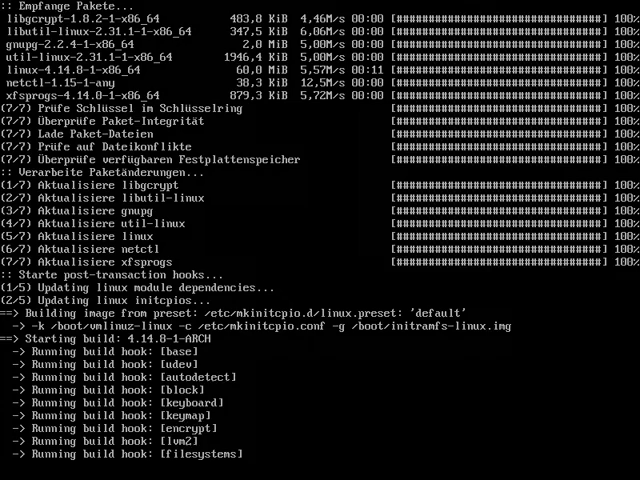 :: Empfange Pakete...
libgcrypt-1.8.2-1-x86_64 483,8 KiB 4,46M/s 00:00 [######################] 100%
libutil-linux-2.31.1-1-x86_64 347,5 KiB 6,06M/s 00:00 [######################] 100%
gnupg-2.2.4-1-x86_64 2,0 MiB 5,00M/s 00:00 [######################] 100%
util-linux-2.31.1-1-x86_64 1946,4 KiB 5,00M/s 00:00 [######################] 100%
linux-4.14.8-1-x86_64 60,0 MiB 5,57M/s 00:11 [######################] 100%
netctl-1.15-1-any 38,3 KiB 12,5M/s 00:00 [######################] 100%
xfsprogs-4.14.0-1-x86_64 879,3 KiB 5,72M/s 00:00 [######################] 100%
(7/7) Prüfe Schlüssel im Schlüsselring [######################] 100%
(7/7) Überprüfe Paket-Integrität [######################] 100%
(7/7) Lade Paket-Dateien [######################] 100%
(7/7) Prüfe auf Dateikonflikte [######################] 100%
(7/7) Überprüfe verfügbaren Festplattenspeicher [######################] 100%
:: Verarbeite Paketänderungen...
(1/7) Aktualisiere libgcrypt [######################] 100%
(2/7) Aktualisiere libutil-linux [######################] 100%
(3/7) Aktualisiere gnupg [######################] 100%
(4/7) Aktualisiere util-linux [######################] 100%
(5/7) Aktualisiere linux [######################] 100%
(6/7) Aktualisiere netctl [######################] 100%
(7/7) Aktualisiere xfsprogs [######################] 100%
:: Starte post-transaction hooks...
(1/5) Updating linux module dependencies...
(2/5) Updating linux initcpios...
==> Building image from preset: /etc/mkinitcpio.d/linux.preset: 'default'
-> -k /boot/vmlinuz-linux -c /etc/mkinitcpio.conf -g /boot/initramfs-linux.img
==> Starting build: 4.14.8-1-ARCH
-> Running build hook: [base]
-> Running build hook: [udev]
-> Running build hook: [autodetect]
-> Running build hook: [block]
-> Running build hook: [keyboard]
-> Running build hook: [keymap]
-> Running build hook: [encrypt]
-> Running build hook: [lvm2]
-> Running build hook: [filesystems]